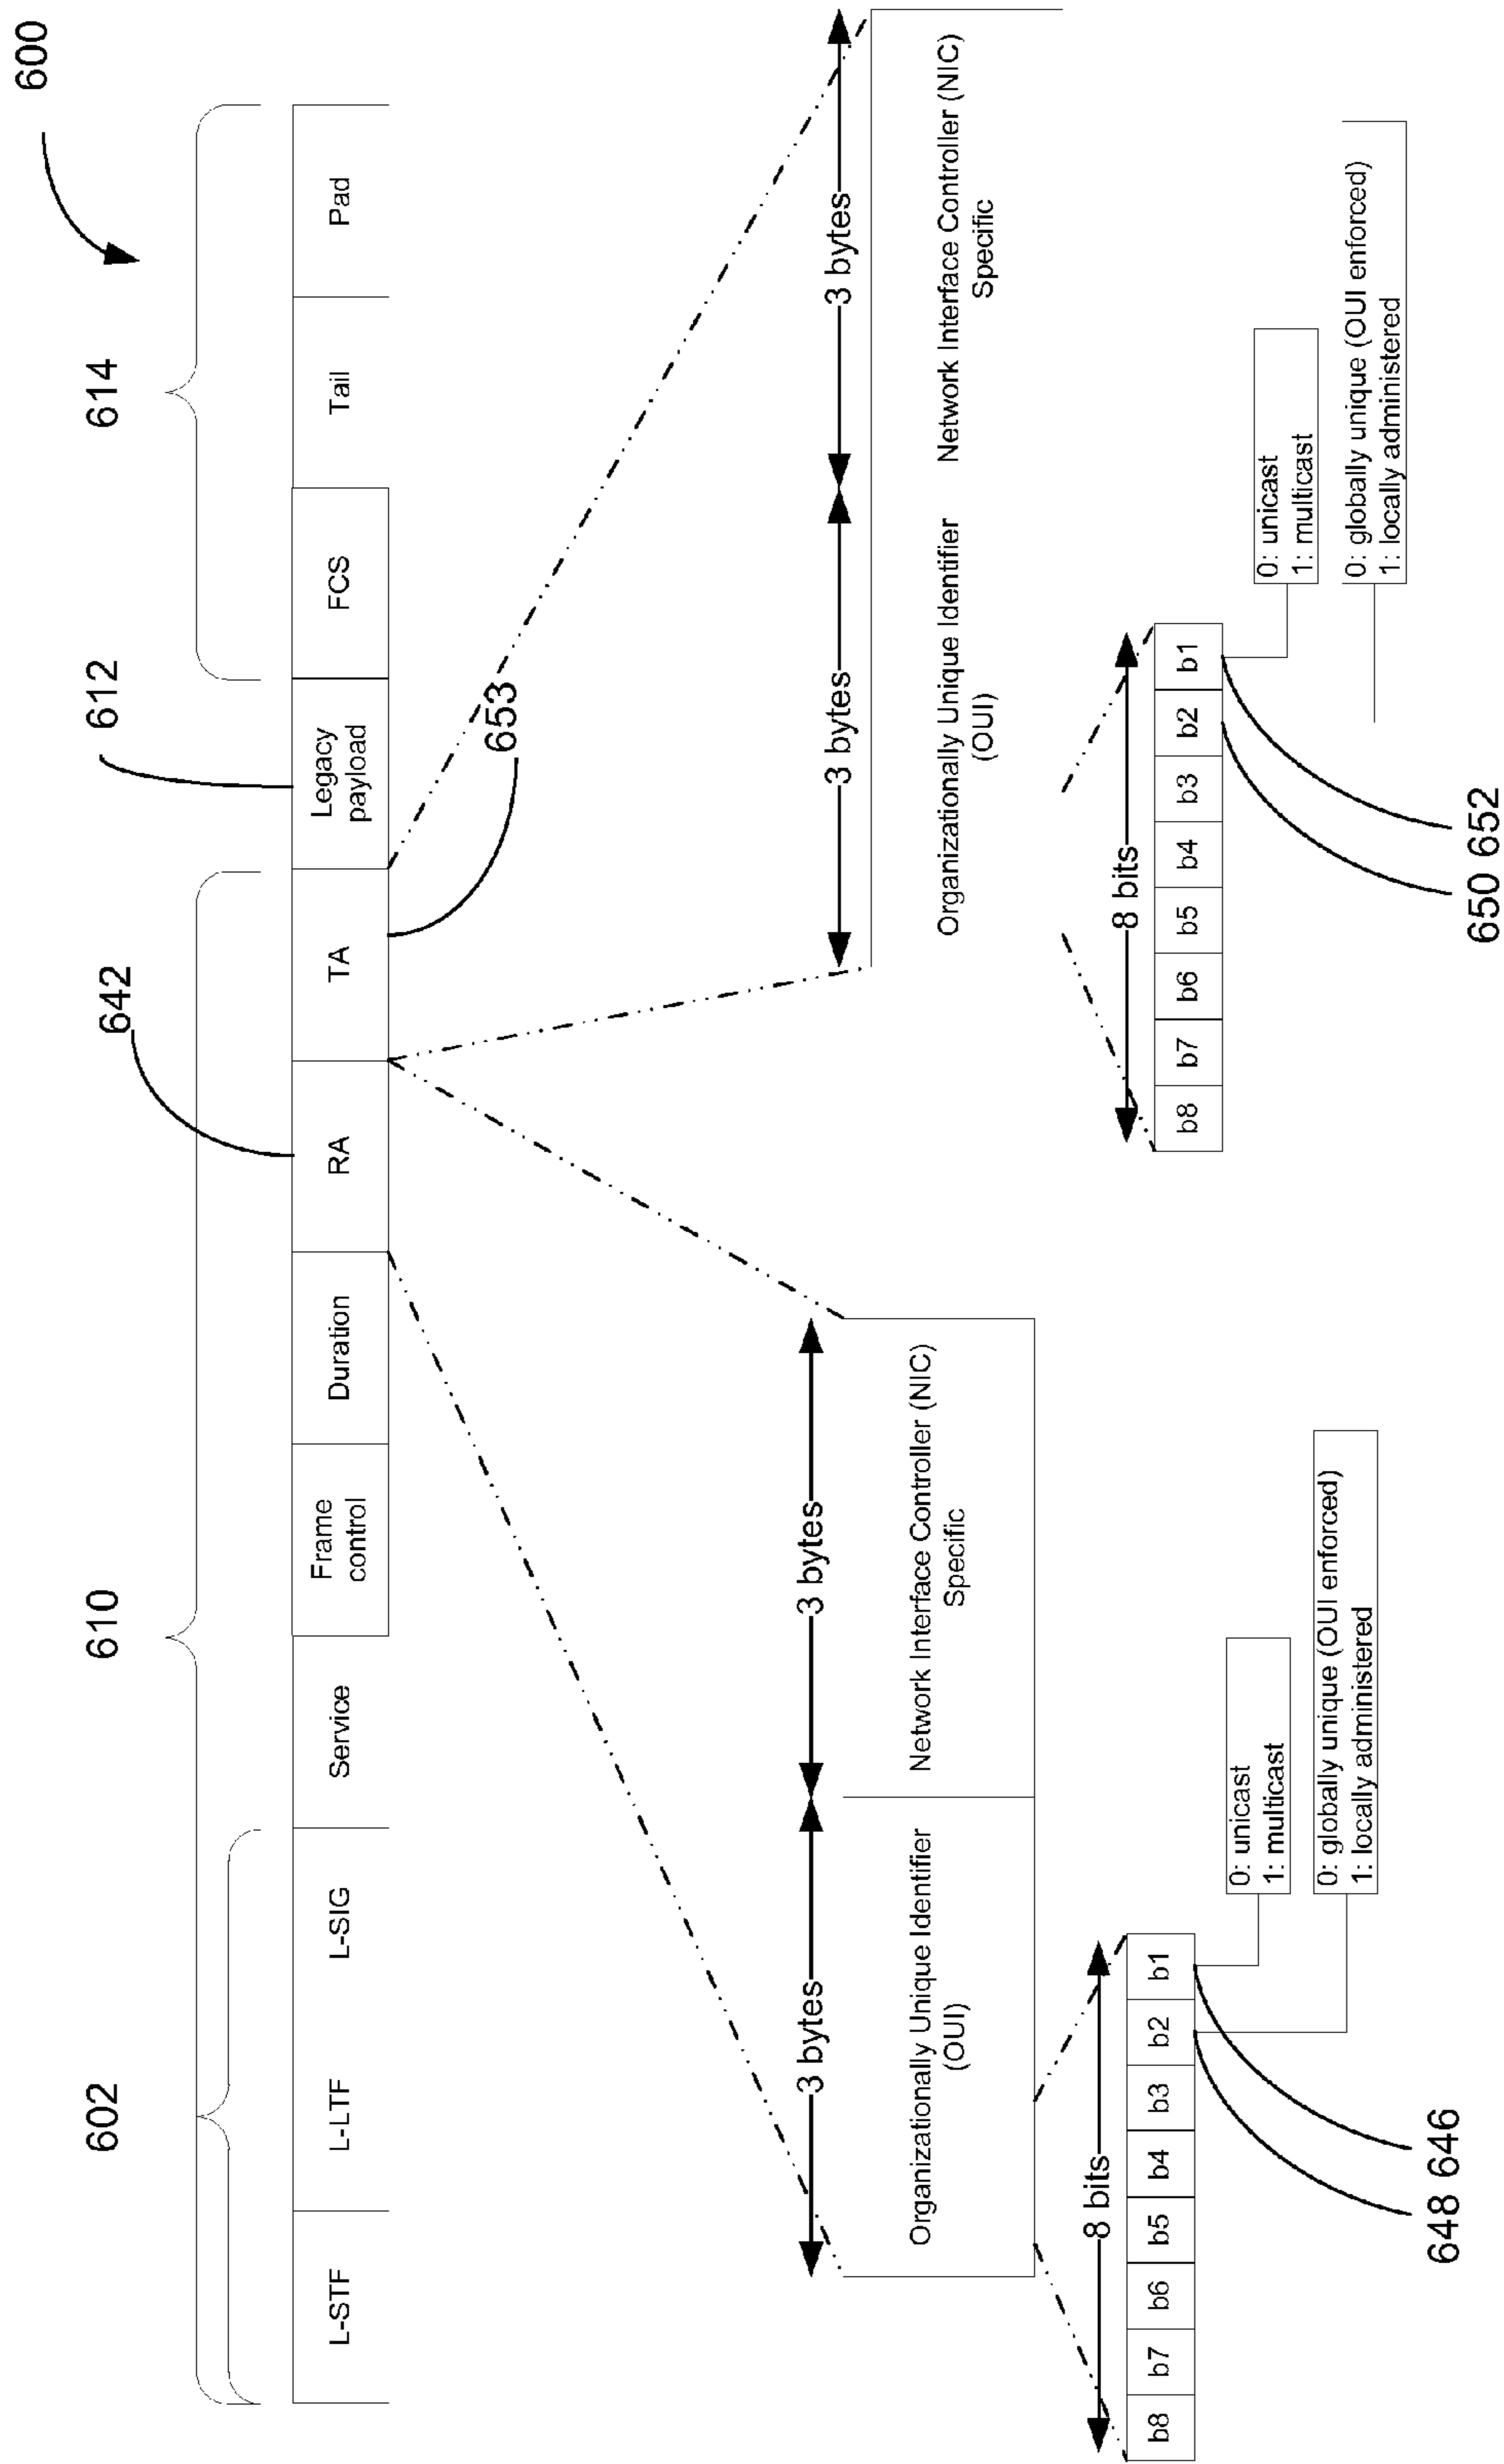 600
602
610
612
614
L-STF
L-LTF
L-SIG
Service
Frame
control
Duration
RA
TA
Legacy
payload
FCS
Tail
Pad
642
653
3 bytes
3 bytes
Organizationally Unique Identifier
(OUI)
Network Interface Controller (NIC)
Specific
3 bytes
3 bytes
Organizationally Unique Identifier
(OUI)
Network Interface Controller (NIC)
Specific
8 bits
b8
b7
b6
b5
b4
b3
b2
b1
0: unicast
1: multicast
0: globally unique (OUI enforced)
1: locally administered
648
646
8 bits
b8
b7
b6
b5
b4
b3
b2
b1
0: unicast
1: multicast
0: globally unique (OUI enforced)
1: locally administered
650
652